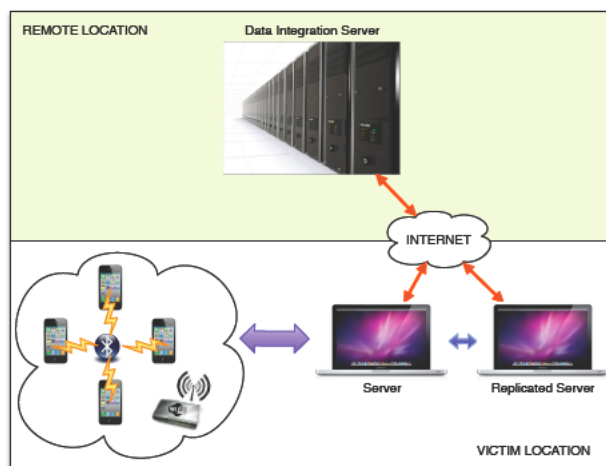 REMOTE LOCATION
Data Integration Server
INTERNET
Server
Replicated Server
VICTIM LOCATION